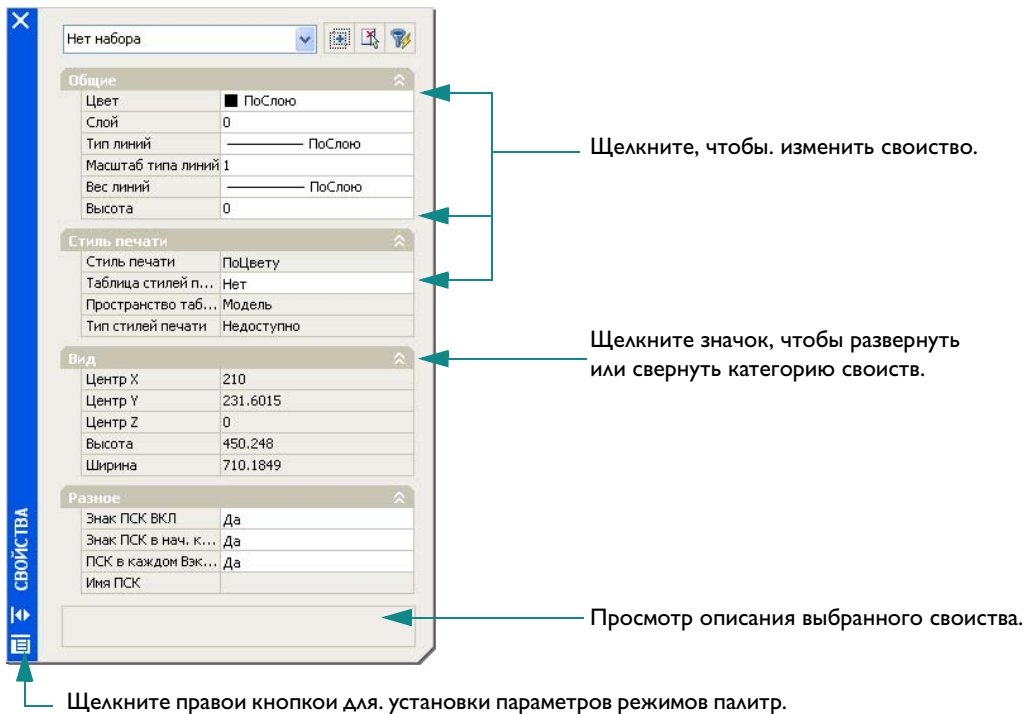 Нет набора
Общие
Цвет ПоСлою
Слой 0
Тип линий ПоСлою
Масштаб типа линий 1
Вес линий ПоСлою
Высота 0
Стиль печати
Стиль печати ПоЦвету
Таблица стилей п... Нет
Пространство таб... Модель
Тип стилей печати Недоступно
Вид
Центр X 210
Центр Y 231.6015
Центр Z 0
Высота 450.248
Ширина 710.1849
Разное
Знак ПСК ВКЛ Да
Знак ПСК в нач. к... Да
ПСК в каждом Вэк... Да
Имя ПСК
СВОЙСТВА
Щелкните, чтобы. изменить своиство.
Щелкните значок, чтобы развернуть
или свернуть категорию своиств.
Просмотр описания выбранного своиства.
Щелкните правои кнопкои для. установки параметров режимов палитр.